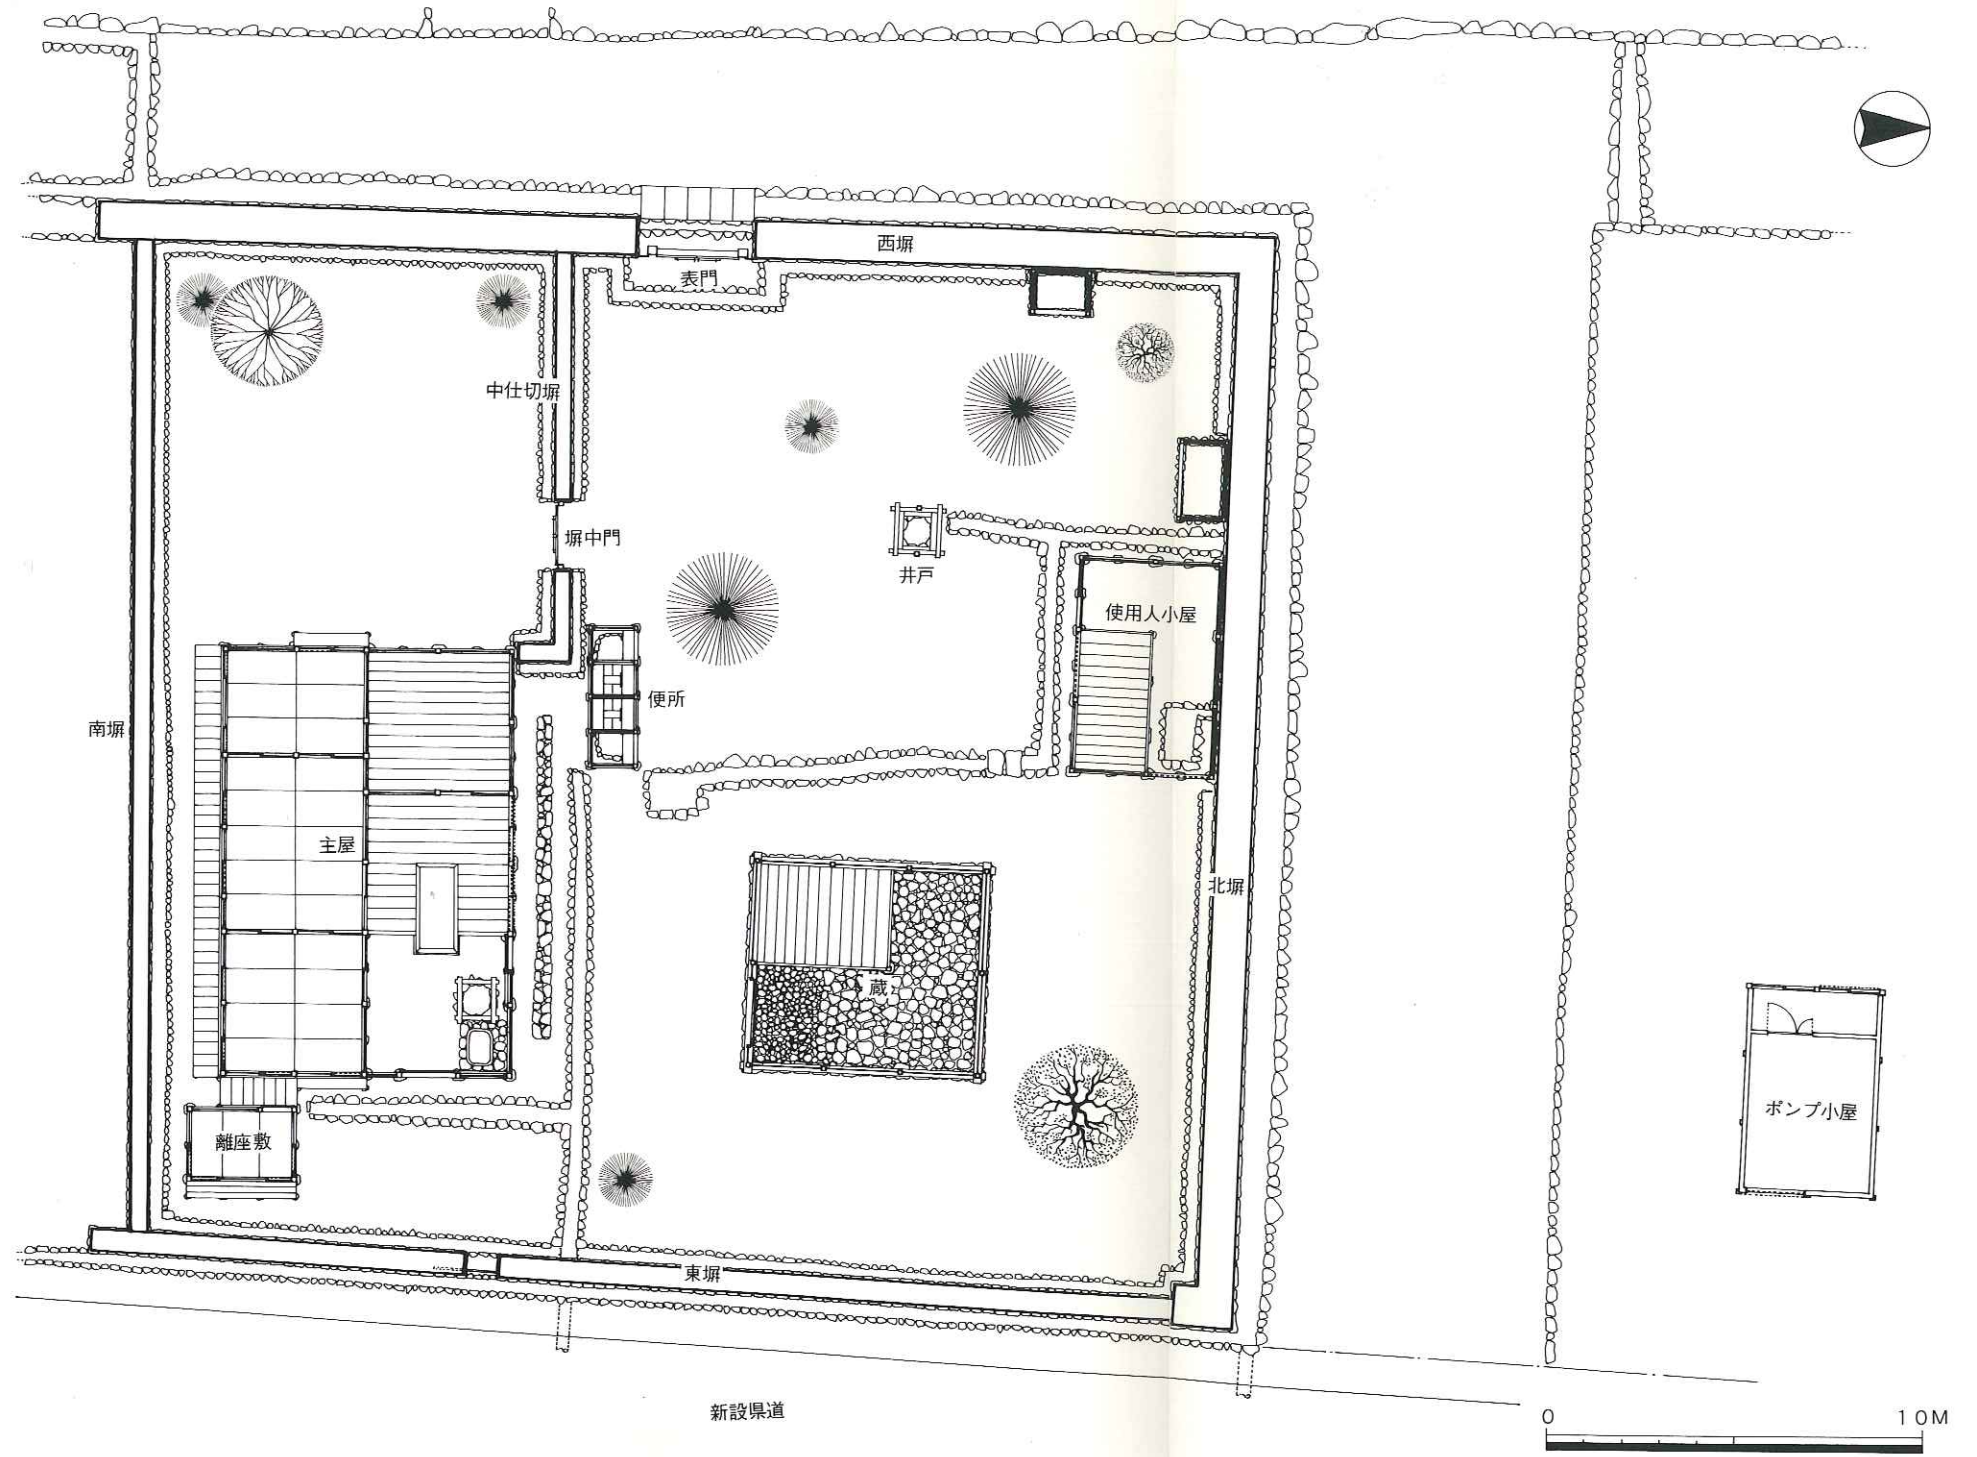 西塀
表門
中仕切塀
塀中門
井戸
使用人小屋
便所
南塀
主屋
北塀
蔵
ポンプ小屋
離座敷
東塀
新設県道
0
10M